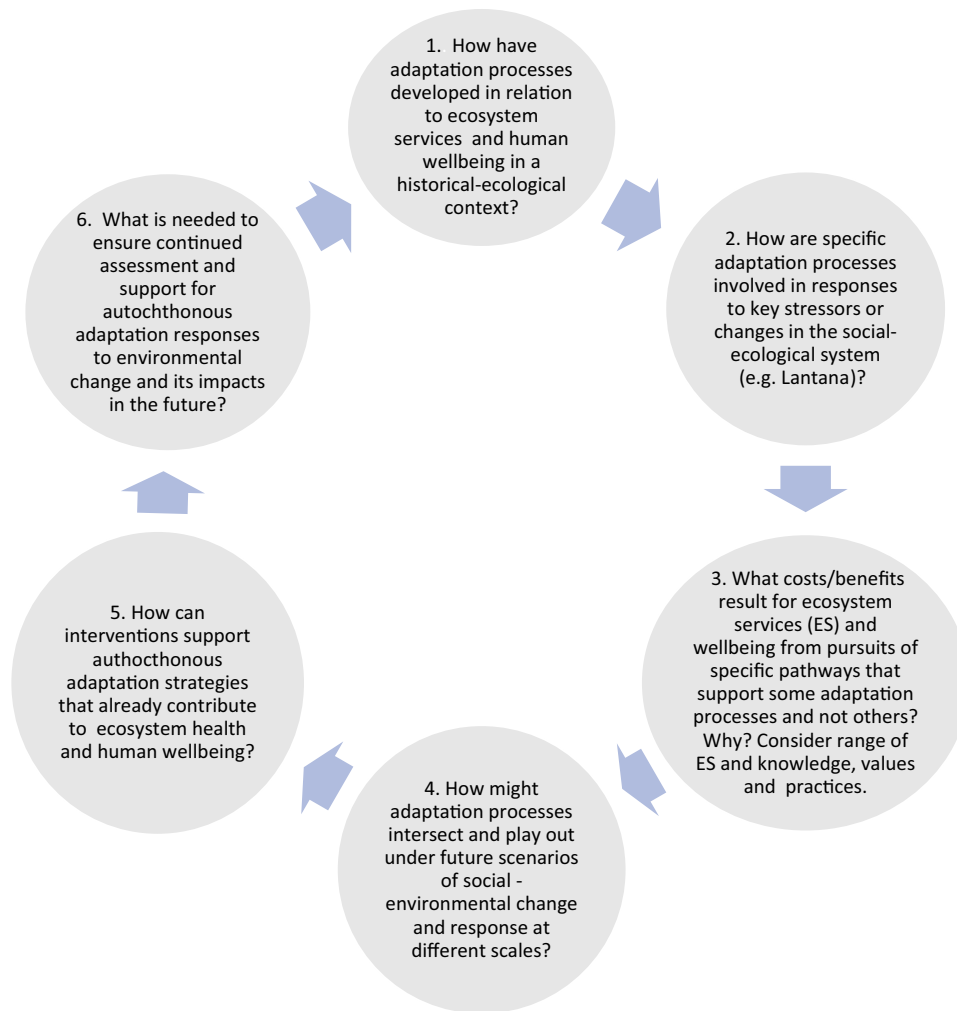 1. How have
adaptation processes
developed in relation
to ecosystem
services and human
wellbeing in a
historical-ecological
context?
2. How are specific
adaptation processes
involved in responses
to key stressors or
changes in the social-
ecological system
(e.g. Lantana)?
3. What costs/benefits
result for ecosystem
services (ES) and
wellbeing from pursuits of
specific pathways that
support some adaptation
processes and not others?
Why? Consider range of
ES and knowledge, values
and practices.
4. How might
adaptation processes
intersect and play out
under future scenarios
of social -
environmental change
and response at
different scales?
5. How can
interventions support
authocthonous
adaptation strategies
that already contribute
to ecosystem health
and human wellbeing?
6. What is needed to
ensure continued
assessment and
support for
autochthonous
adaptation responses
to environmental
change and its impacts
in the future?